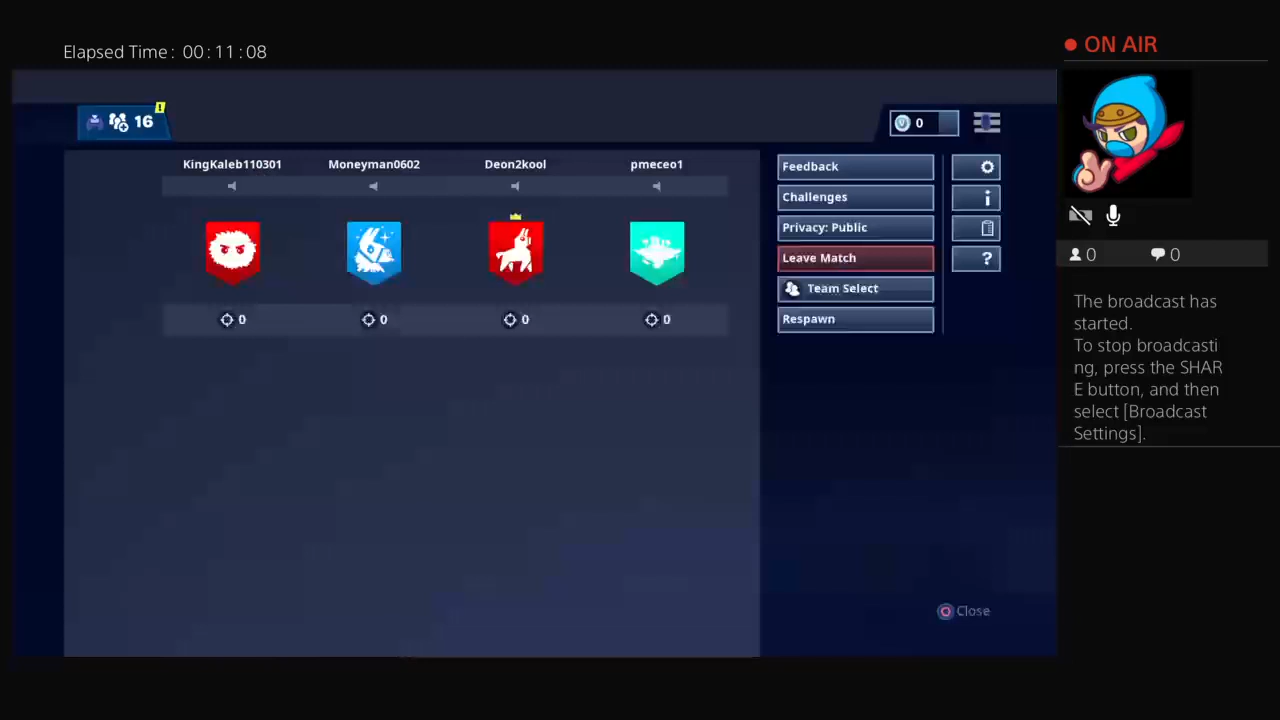 Elapsed Time: 00:11:08
ON AIR
16
0
KingKaleb110301
Moneyman0602
Deon2kool
pmeceo1
0
0
0
0
Feedback
Challenges
Privacy: Public
Leave Match
Team Select
Respawn
i
?
Close
0
0
The broadcast has
started.
To stop broadcasti
ng, press the SHAR
E button, and then
select [Broadcast
Settings].